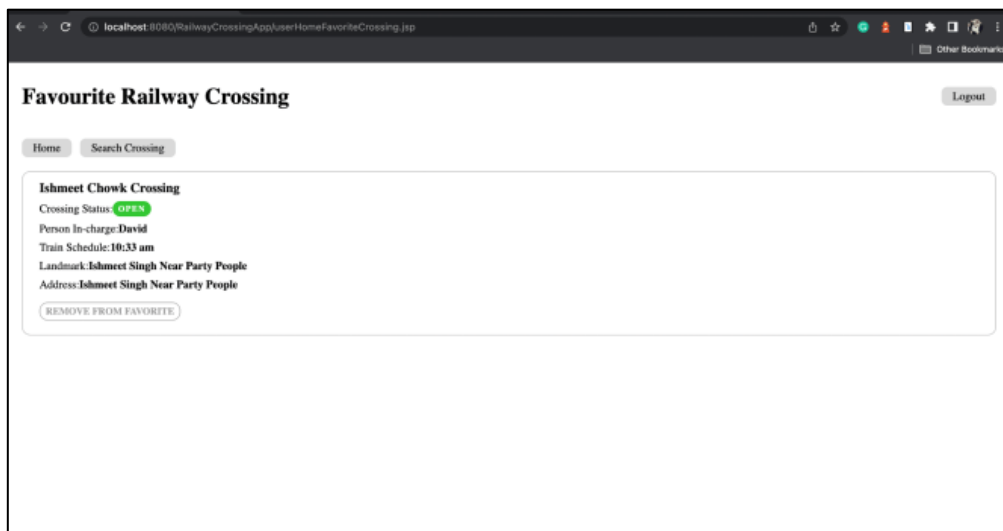 localhost:8080/RailwayCrossingApp/userHomeFavoriteCrossing.jsp
Other Bookmarks
Favourite Railway Crossing
Logout
Home
Search Crossing
Ishmeet Chowk Crossing
Crossing Status:OPEN
Person In-charge:David
Train Schedule:10:33 am
Landmark:Ishmeet Singh Near Party People
Address:Ishmeet Singh Near Party People
REMOVE FROM FAVORITE